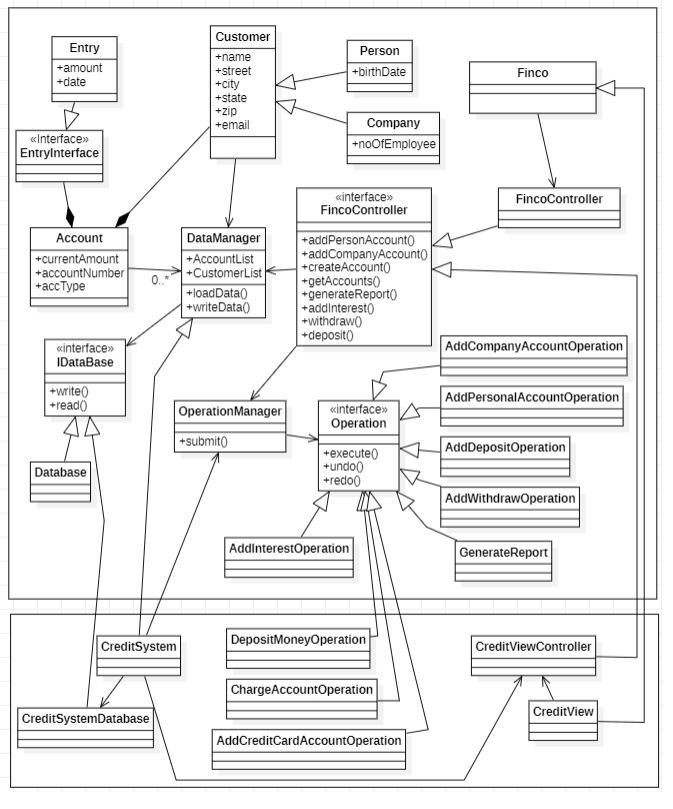 Entry
+amount
+date
Customer
+name
+street
+city
+state
+zip
+email
Person
+birthDate
Company
+noOfEmployee
Finco
«Interface»
EntryInterface
FincoController
«interface»
FincoController
+addPersonAccount()
+addCompanyAccount()
+createAccount()
+getAccounts()
+generateReport()
+addInterest()
+withdraw()
+deposit()
Account
+currentAmount
+accountNumber
+accType
0..*
DataManager
+AccountList
+CustomerList
+loadData()
+writeData()
«interface»
IDataBase
+write()
+read()
AddCompanyAccountOperation
AddPersonalAccountOperation
OperationManager
+submit()
«interface»
Operation
+execute()
+undo()
+redo()
AddDepositOperation
AddWithdrawOperation
Database
AddInterestOperation
GenerateReport
CreditSystem
DepositMoneyOperation
CreditViewController
ChargeAccountOperation
CreditSystemDatabase
CreditView
AddCreditCardAccountOperation